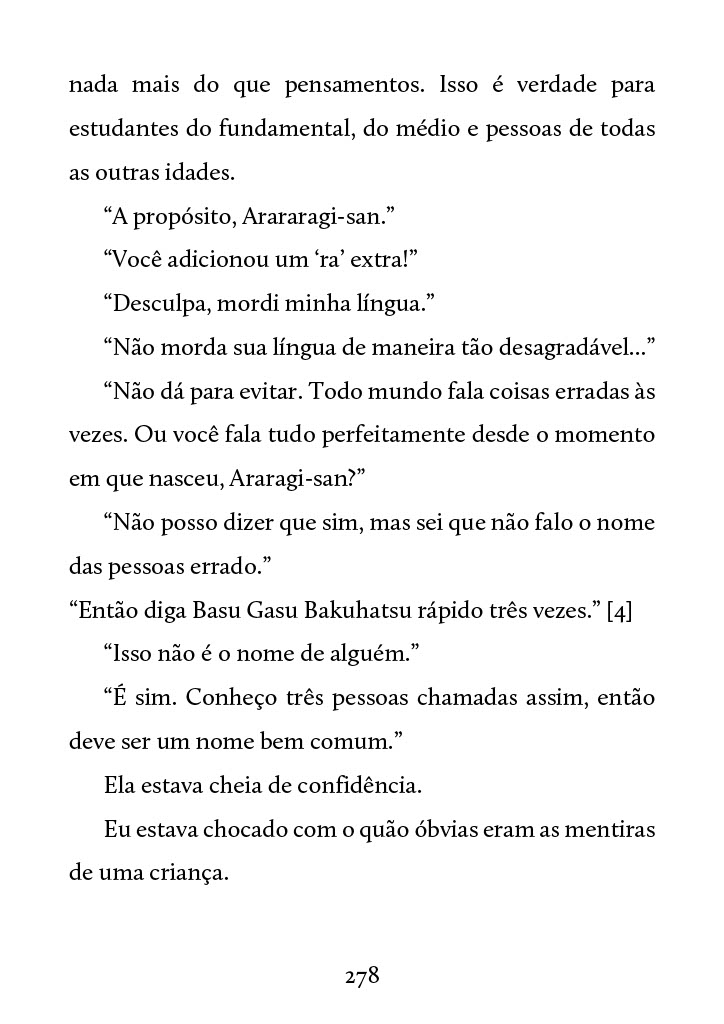 nada mais do que pensamentos. Isso é verdade para
estudantes do fundamental, do médio e pessoas de todas
as outras idades.
“A propósito, Arararagi-san.”
“Você adicionou um ‘ra’ extra!”
“Desculpa, mordi minha língua.”
“Não morda sua língua de maneira tão desagradável...”
“Não dá para evitar. Todo mundo fala coisas erradas às
vezes. Ou você fala tudo perfeitamente desde o momento
em que nasceu, Araragi-san?”
“Não posso dizer que sim, mas sei que não falo o nome
das pessoas errado.”
“Então diga Basu Gasu Bakuhatsu rápido três vezes.” [4]
“Isso não é o nome de alguém.”
“É sim. Conheço três pessoas chamadas assim, então
deve ser um nome bem comum.”
Ela estava cheia de confidência.
Eu estava chocado com o quão óbvias eram as mentiras
de uma criança.
278